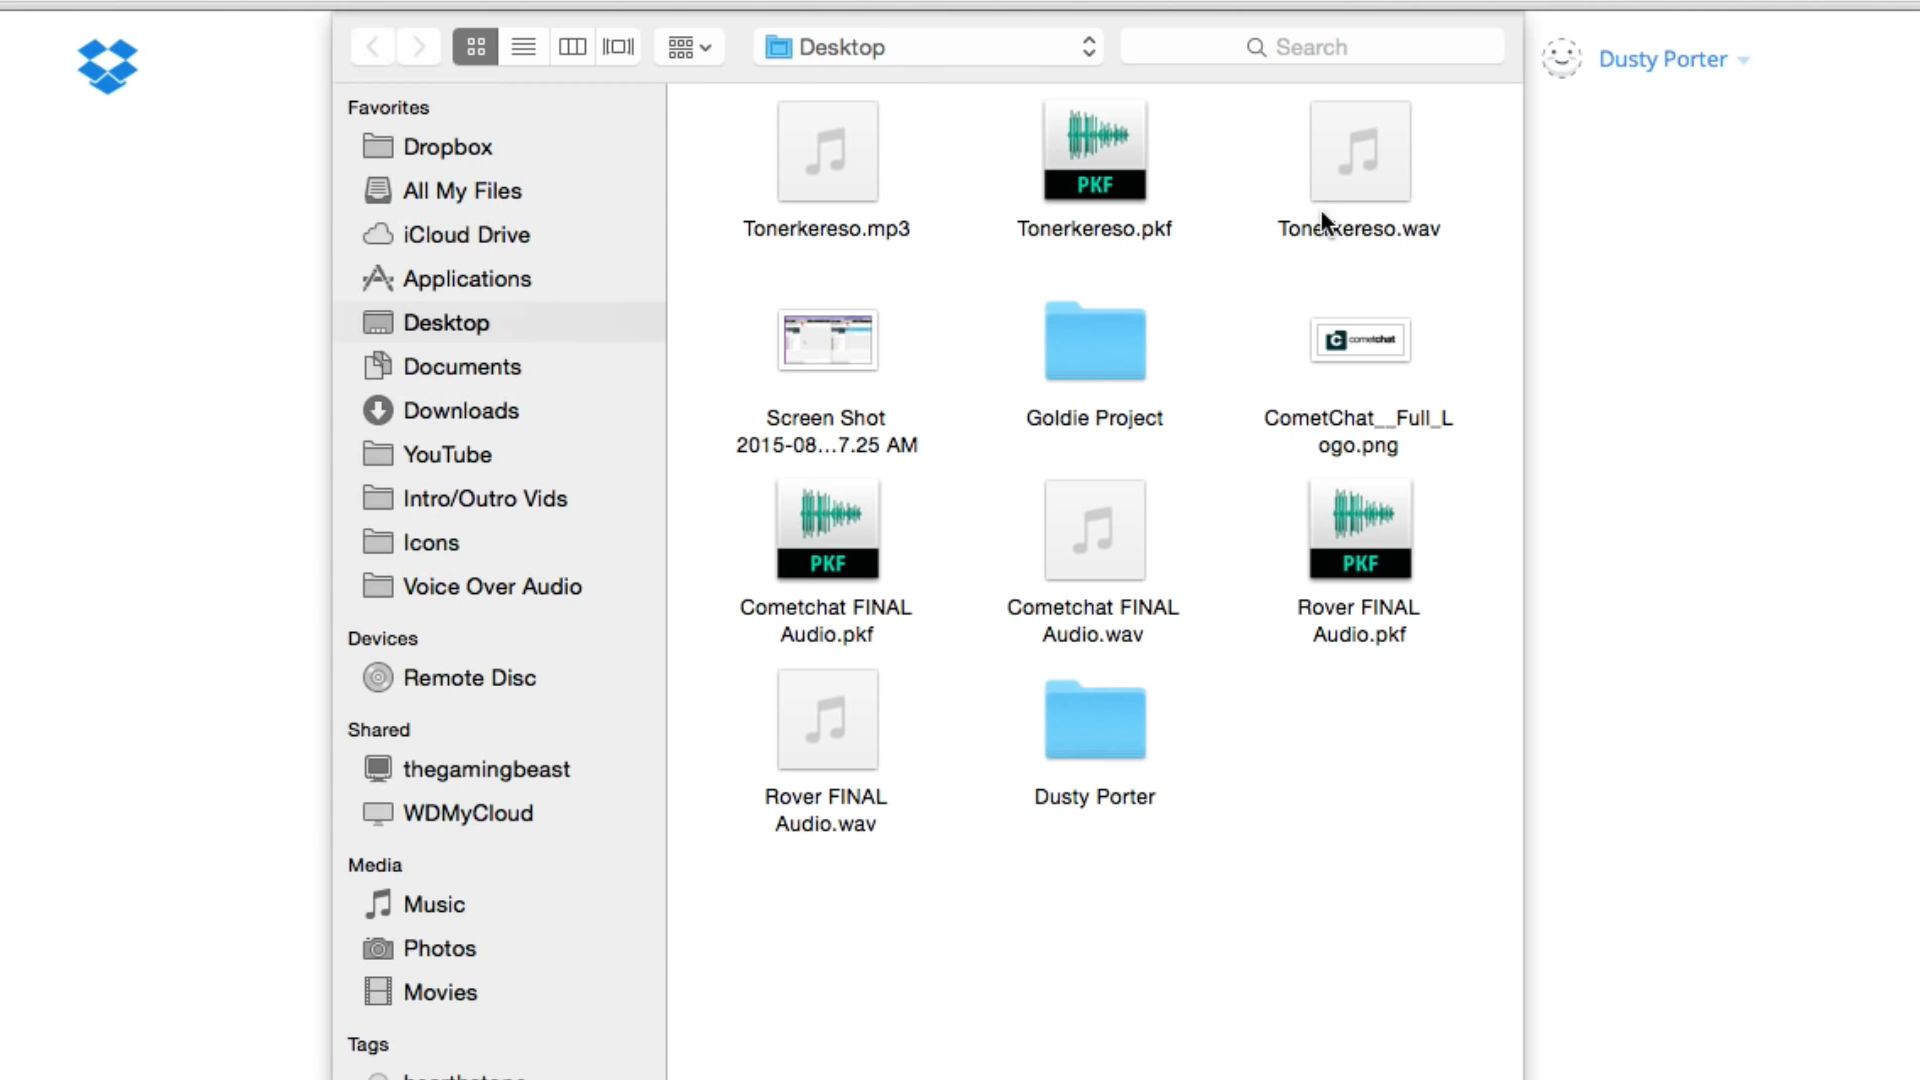 Desktop
Search
Dusty Porter
Favorites
Dropbox
All My Files
iCloud Drive
Applications
Desktop
Documents
Downloads
YouTube
Intro/Outro Vids
Icons
Voice Over Audio
Devices
Remote Disc
Shared
thegamingbeast
WDMyCloud
Media
Music
Photos
Movies
Tags
PKF
Tonerkereso.mp3
Tonerkereso.pkf
Tonerkereso.wav
cometchat
Screen Shot
2015-08...7.25 AM
Goldie Project
CometChat__Full_L
ogo.png
PKF
PKF
Cometchat FINAL
Audio.pkf
Cometchat FINAL
Audio.wav
Rover FINAL
Audio.pkf
Rover FINAL
Audio.wav
Dusty Porter